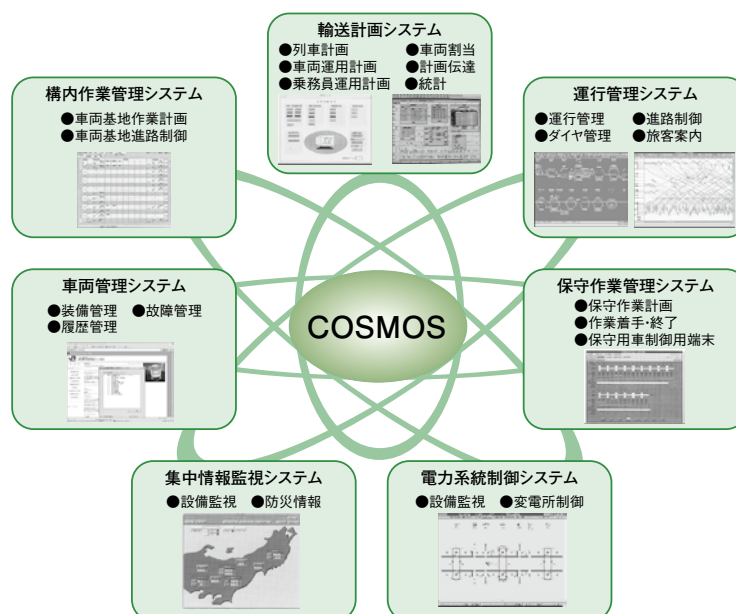 輸送計画システム
●列車計画 ●車両割当
●車両運用計画 ●計画伝達
●乗務員運用計画 ●統計
構内作業管理システム
●車両基地作業計画
●車両基地進路制御
運行管理システム
●運行管理 ●進路制御
●ダイヤ管理 ●旅客案内
車両管理システム
●装備管理 ●故障管理
●履歴管理
COSMOS
保守作業管理システム
●保守作業計画
●作業着手・終了
●保守用車制御用端末
集中情報監視システム
●設備監視 ●防災情報
電力系統制御システム
●設備監視 ●変電所制御